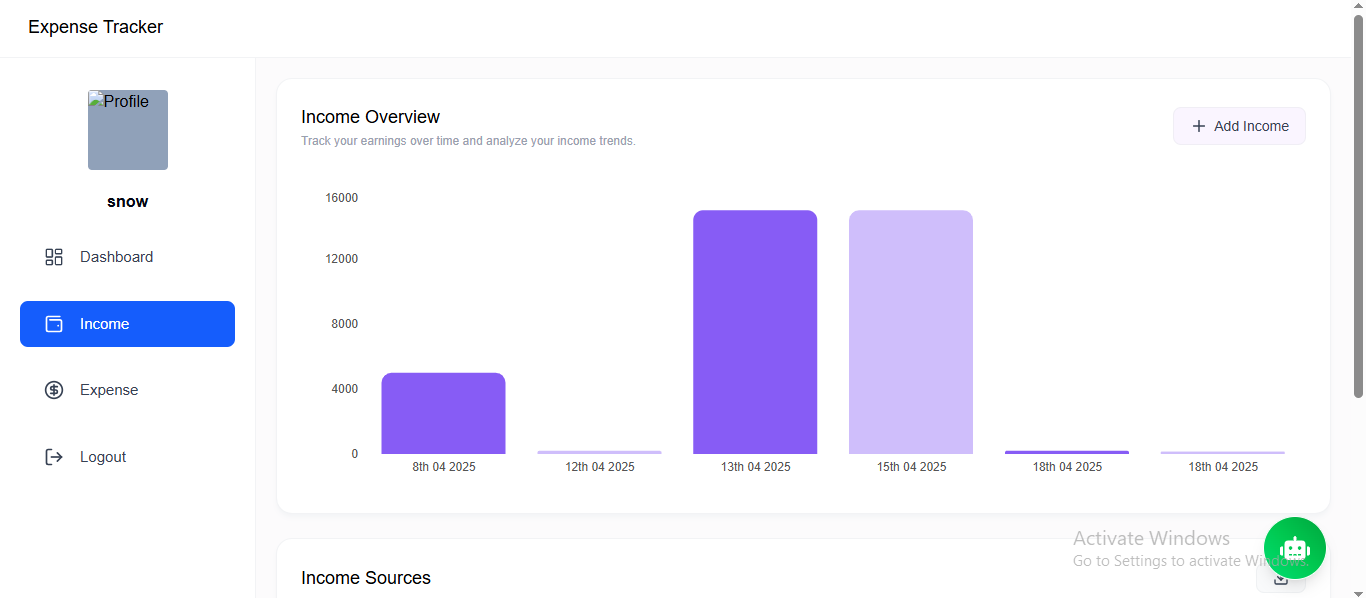 Expense Tracker
Profile
snow
Dashboard
Income
Expense
Logout
Income Overview
Track your earnings over time and analyze your income trends.
Add Income
16000
12000
8000
4000
0
8th 04 2025
12th 04 2025
13th 04 2025
15th 04 2025
18th 04 2025
18th 04 2025
Income Sources
Activate Windows
Go to Settings to activate Windows.